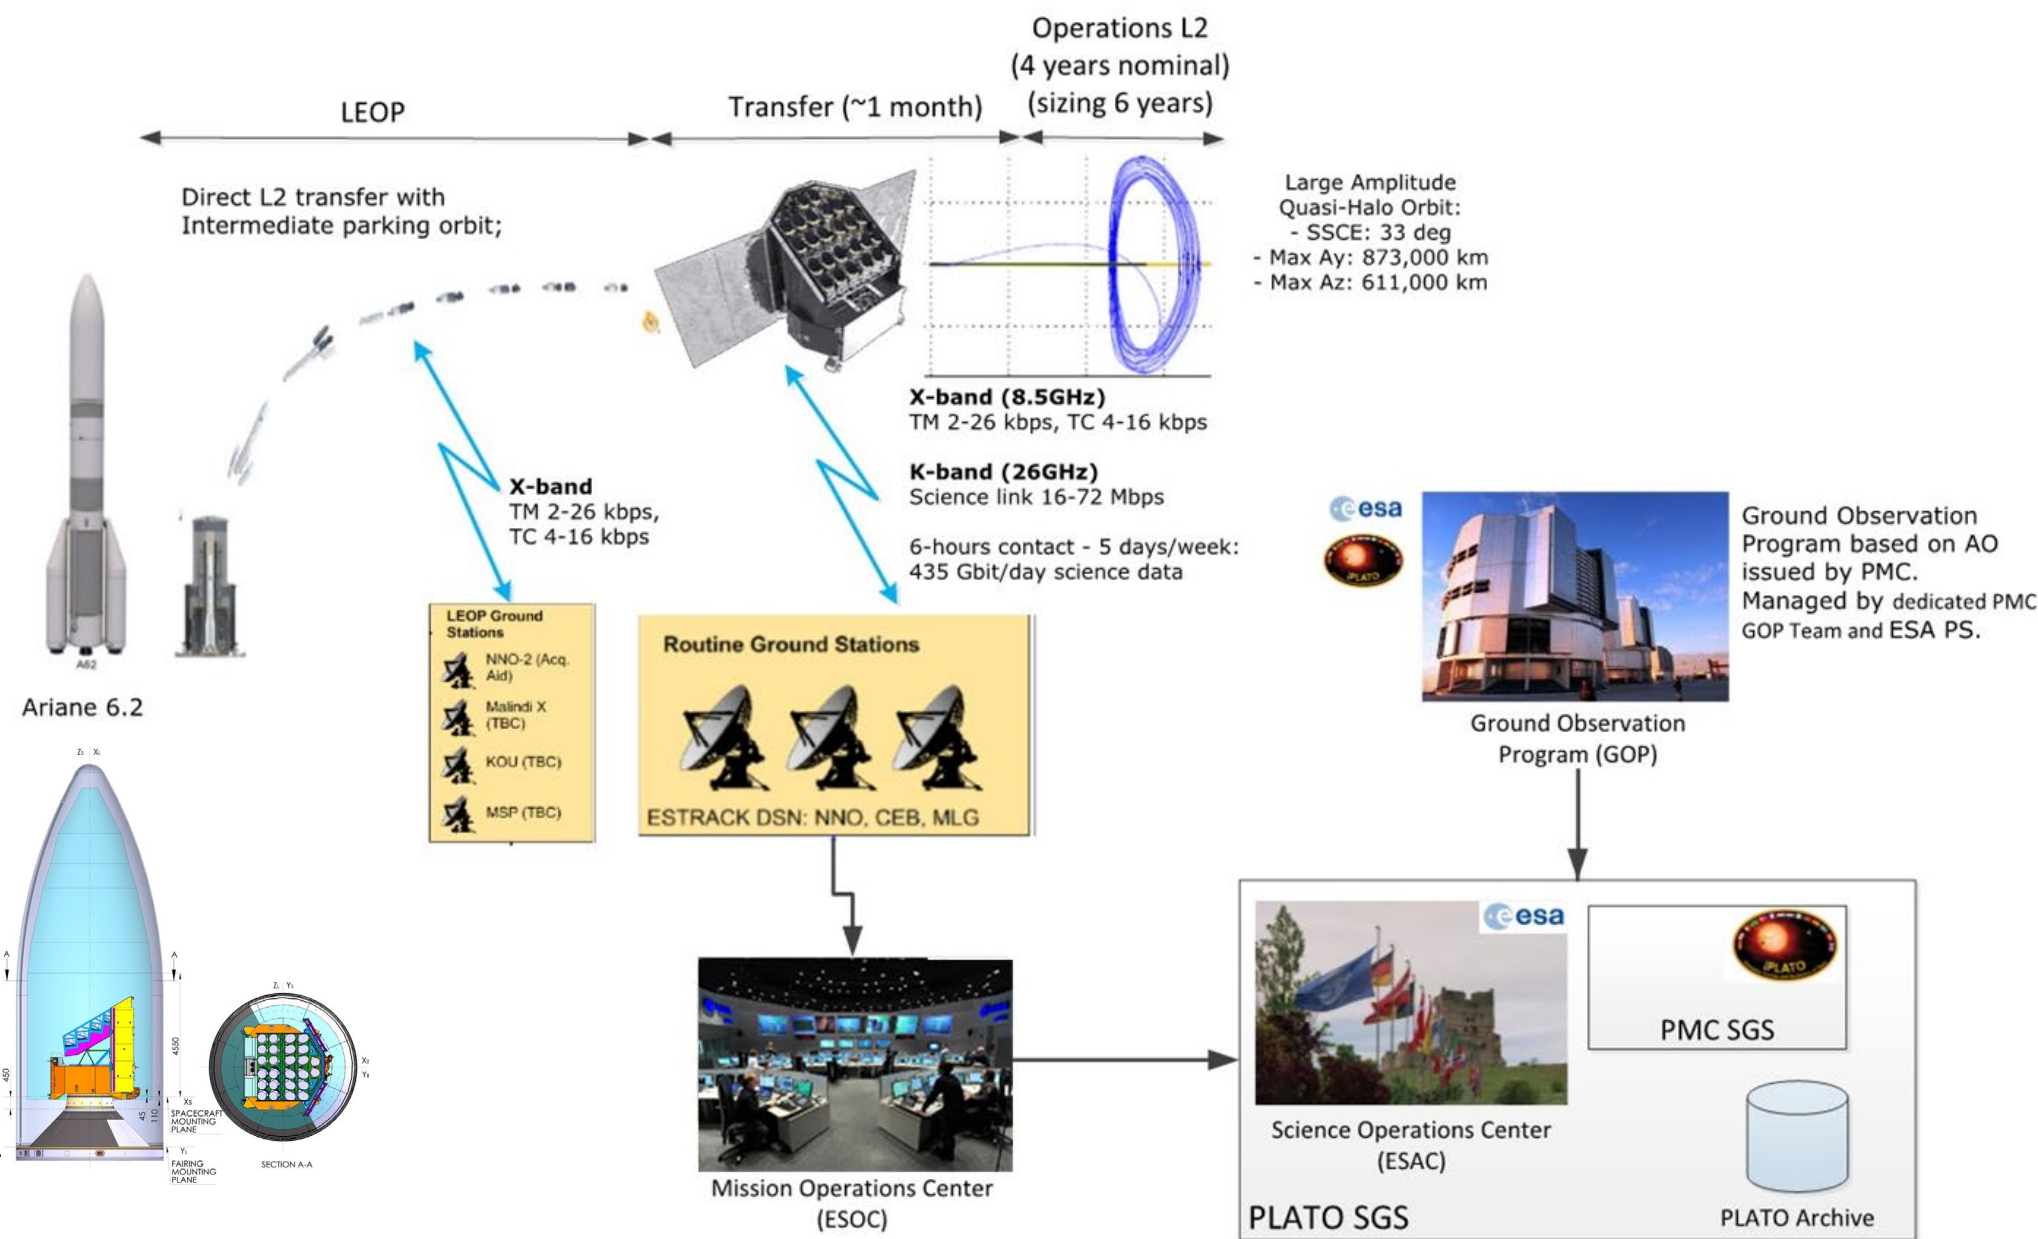 Operations L2
(4 years nominal)
(sizing 6 years)
LEOP
Transfer (~1 month)
Direct L2 transfer with
Intermediate parking orbit;
Large Amplitude
Quasi-Halo Orbit:
- SSCE: 33 deg
- Max Ay: 873,000 km
- Max Az: 611,000 km
A62
Ariane 6.2
X-band
TM 2-26 kbps,
TC 4-16 kbps
X-band (8.5GHz)
TM 2-26 kbps, TC 4-16 kbps
K-band (26GHz)
Science link 16-72 Mbps
6-hours contact - 5 days/week:
435 Gbit/day science data
LEOP Ground
Stations
NNO-2 (Acq.
Aid)
Malindi X
(TBC)
KOU (TBC)
MSP (TBC)
Routine Ground Stations
ESTRACK DSN: NNO, CEB, MLG
esa
PLATO
Ground Observation
Program based on AO
issued by PMC.
Managed by dedicated PMC
GOP Team and ESA PS.
Ground Observation
Program (GOP)
A
A
4550
450
45
110
SPACECRAFT
MOUNTING
PLANE
FAIRING
MOUNTING
PLANE
SECTION A-A
Mission Operations Center
(ESOC)
esa
PLATO
PMC SGS
Science Operations Center
(ESAC)
PLATO SGS
PLATO Archive